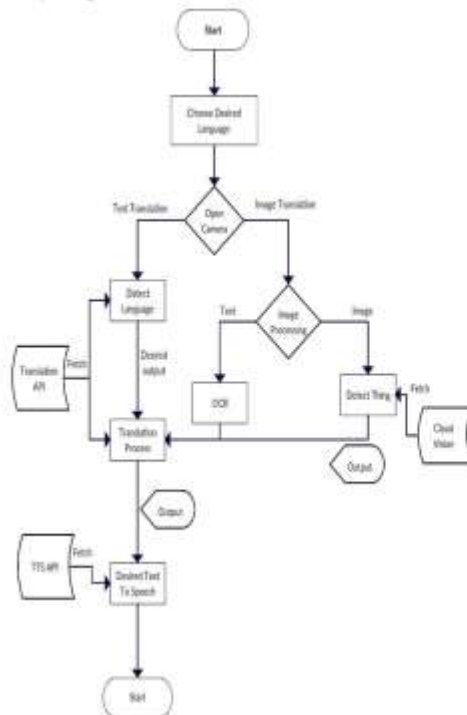 Start
Choose Desired
Language
Text Translation
Image Translation
Open
Camera
Detect
Language
Text
Image
Image
Processing
Fetch
Translation
API
Desired
output
OCR
Detect Thing
Fetch
Cloud
Vision
Translation
Process
Output
Output
TTS API
Fetch
Desired Text
To Speech
Start